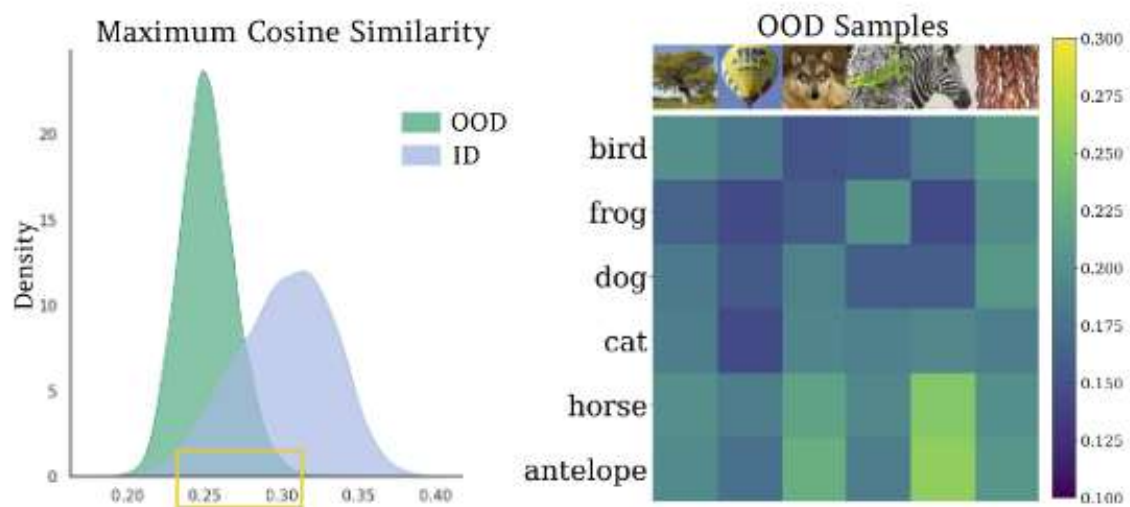 Maximum Cosine Similarity
OOD
ID
Density
20
15
10
5
0
0.20 0.25 0.30 0.35 0.40
OOD Samples
bird
frog
dog
cat
horse
antelope
0.300
0.275
0.250
0.225
0.200
0.175
0.150
0.125
0.100